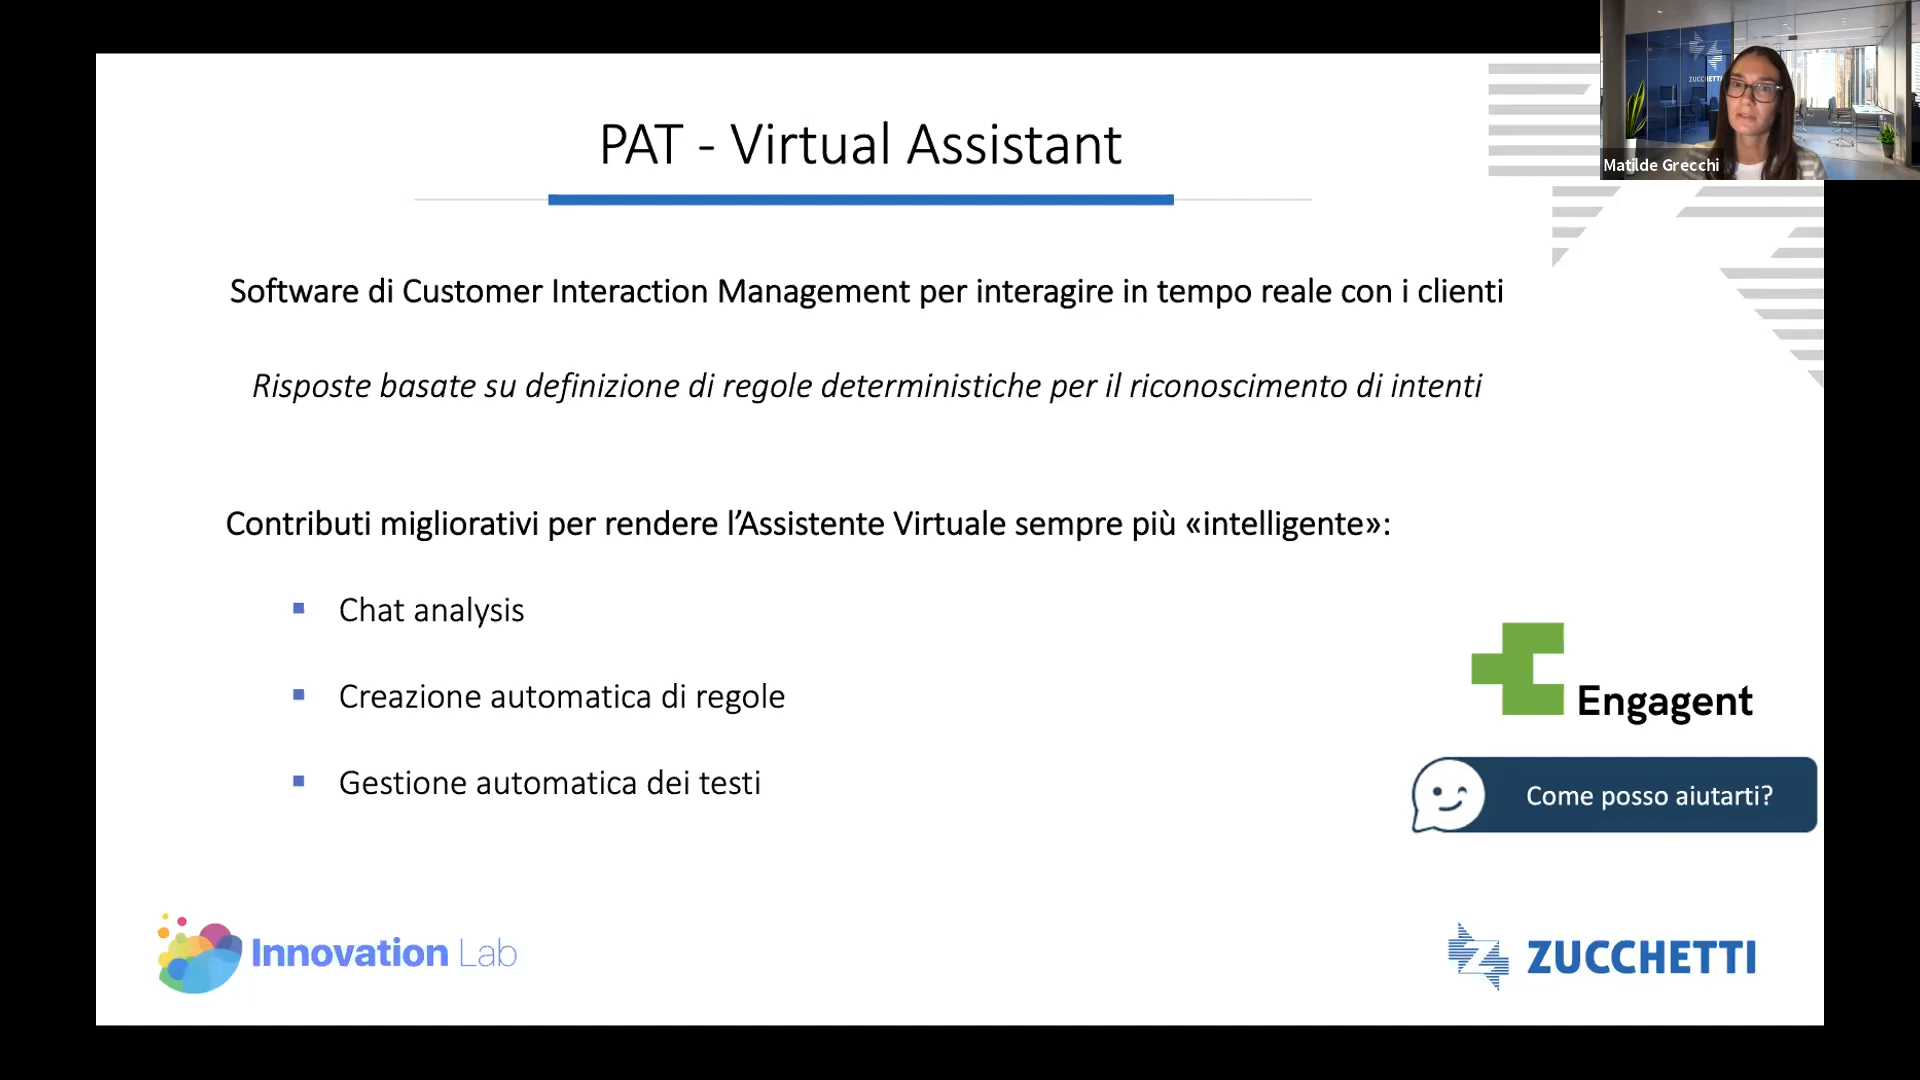 PAT - Virtual Assistant
ZUCCHETTI
Matilde Grecchi
Software di Customer Interaction Management per interagire in tempo reale con i clienti
Risposte basate su definizione di regole deterministiche per il riconoscimento di intenti
Contributi migliorativi per rendere l’Assistente Virtuale sempre più «intelligente»:
▪ Chat analysis
▪ Creazione automatica di regole
▪ Gestione automatica dei testi
Engagent
Come posso aiutarti?
Innovation Lab
ZUCCHETTI